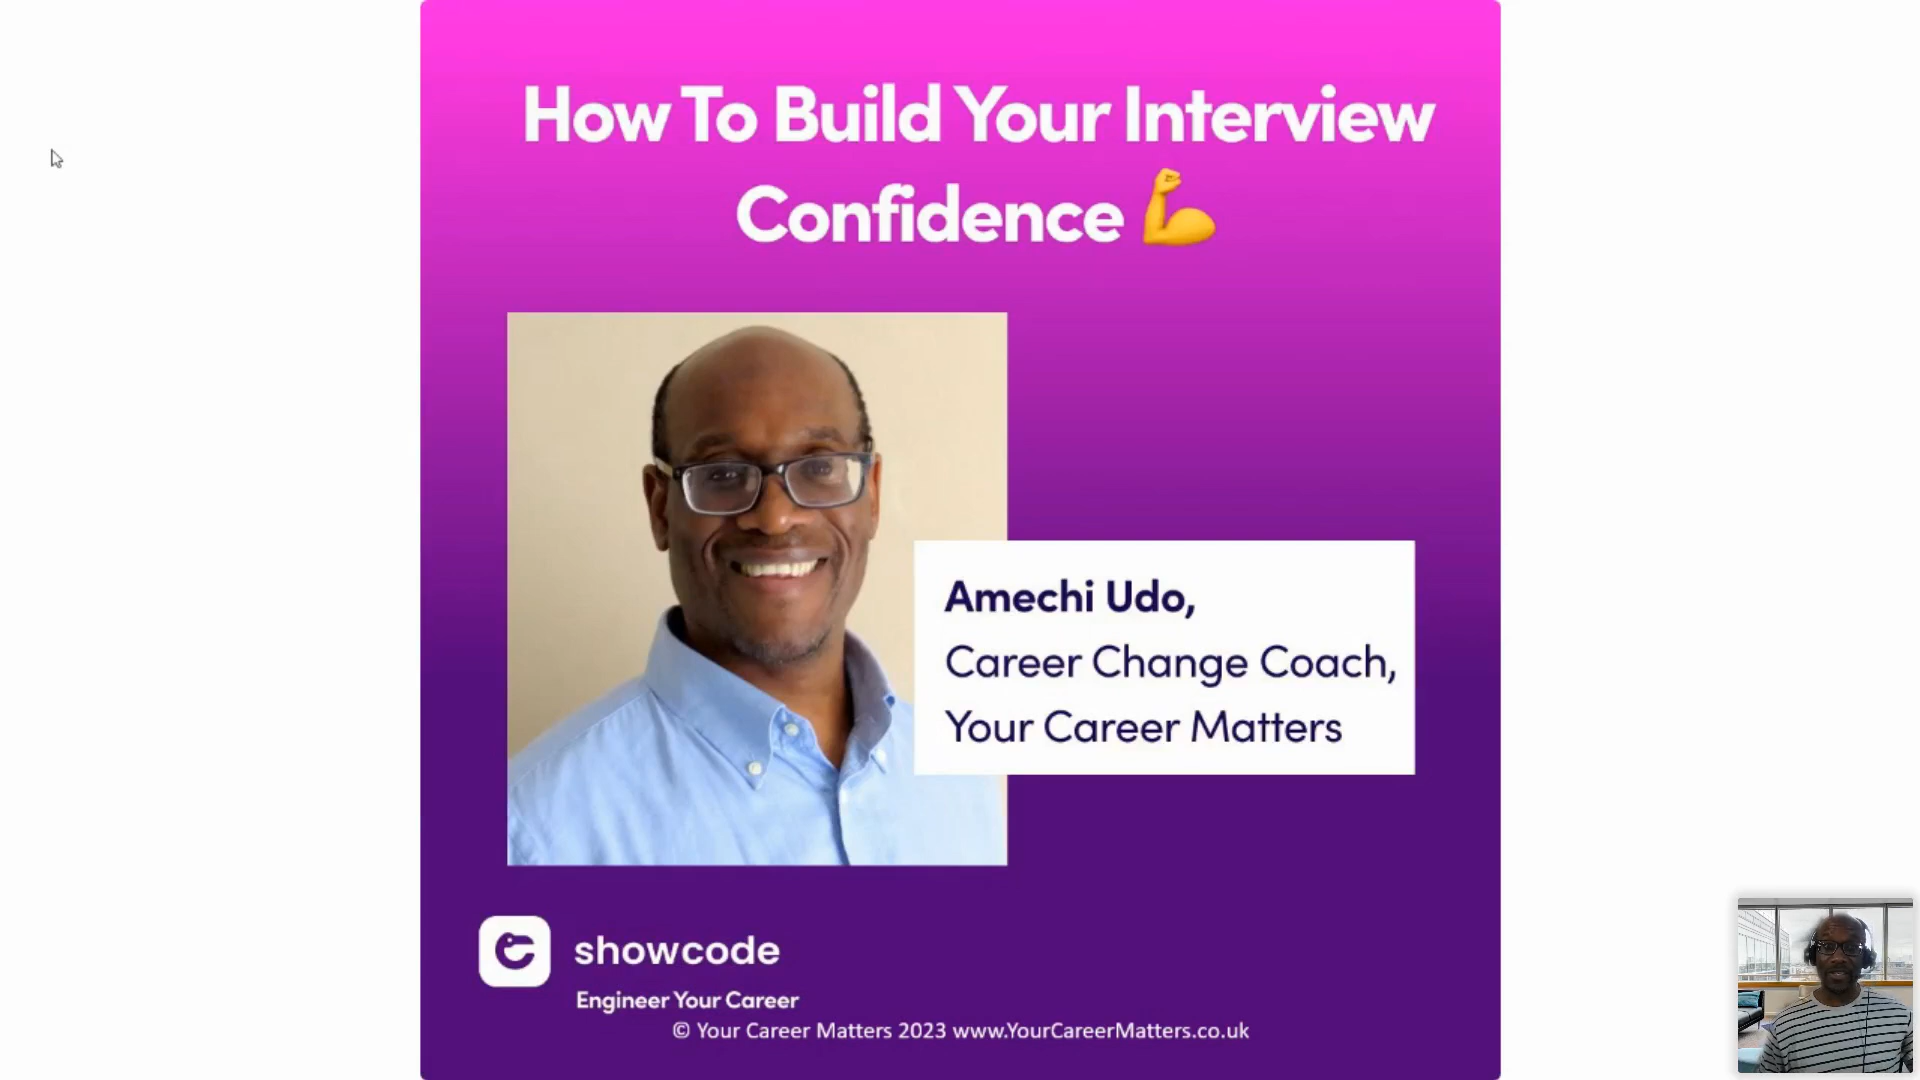 How To Build Your Interview
Confidence 💪
Amechi Udo,
Career Change Coach,
Your Career Matters
showcode
Engineer Your Career
© Your Career Matters 2023 www.YourCareerMatters.co.uk